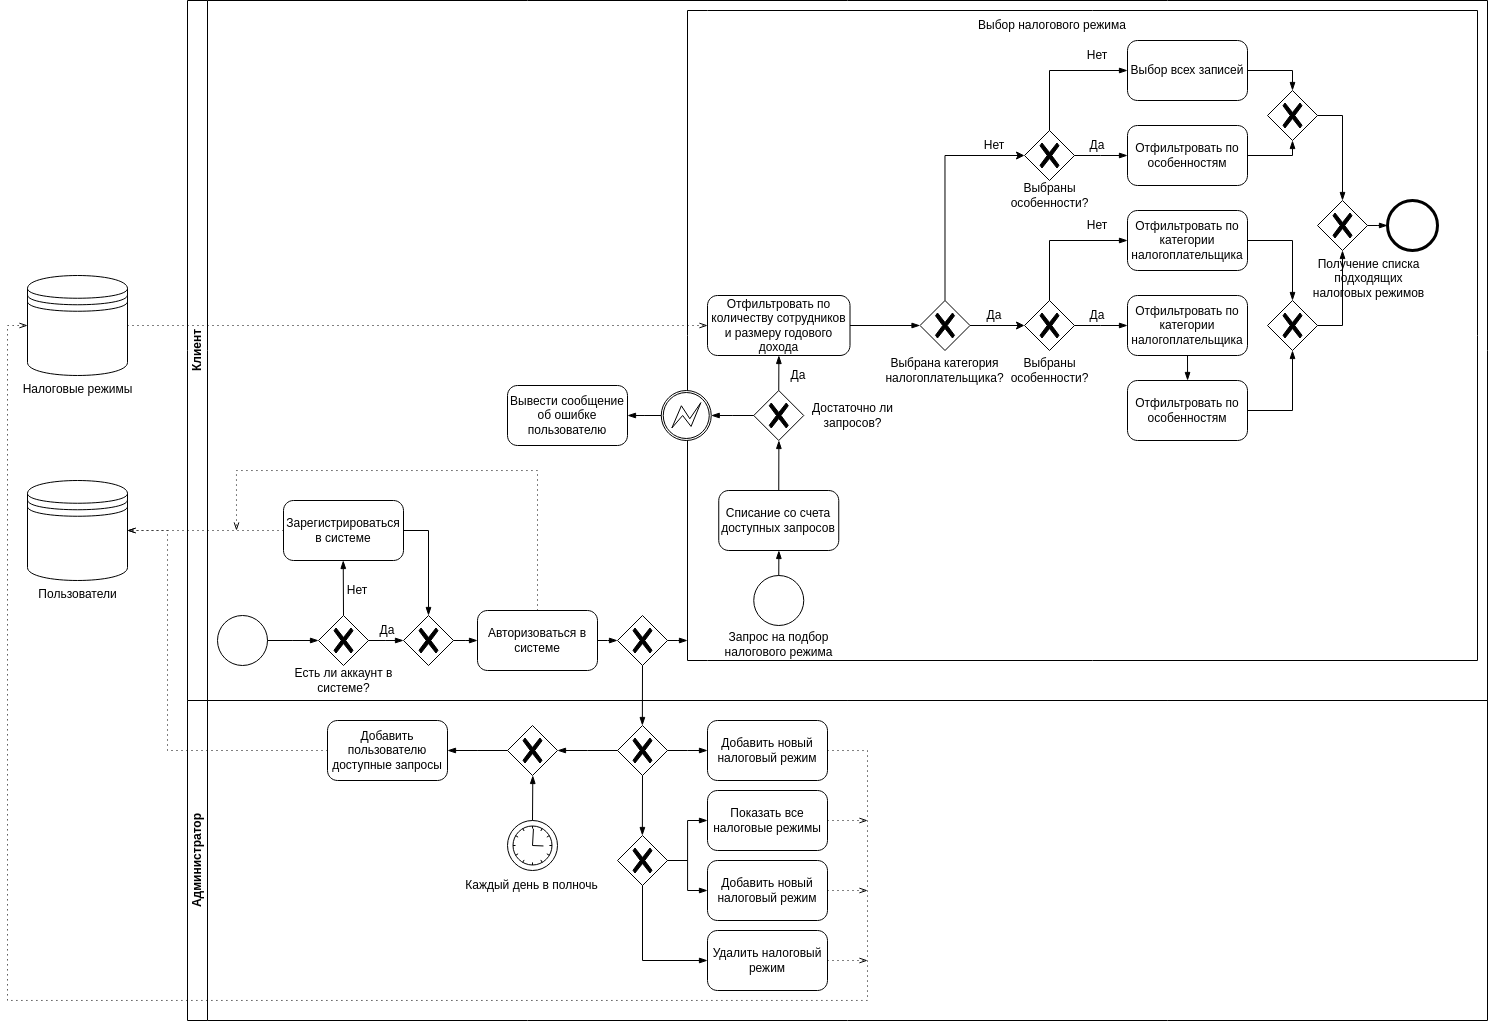 Выбор налогового режима
Нет
Выбор всех записей
Нет
Да
Отфильтровать по
особенностям
Выбраны
особенности?
Нет
Отфильтровать по
категории
налогоплательщика
Получение списка
подходящих
налоговых режимов
Отфильтровать по
количеству сотрудников
и размеру годового
дохода
Да
Да
Отфильтровать по
категории
налогоплательщика
Выбрана категория
налогоплательщика?
Выбраны
особенности?
Отфильтровать по
особенностям
Налоговые режимы
Клиент
Вывести сообщение
об ошибке
пользователю
Да
Достаточно ли
запросов?
Списание со счета
доступных запросов
Запрос на подбор
налогового режима
Пользователи
Зарегистрироваться
в системе
Нет
Да
Есть ли аккаунт в
системе?
Авторизоваться в
системе
Администратор
Добавить
пользователю
доступные запросы
Каждый день в полночь
Добавить новый
налоговый режим
Показать все
налоговые режимы
Добавить новый
налоговый режим
Удалить налоговый
режим